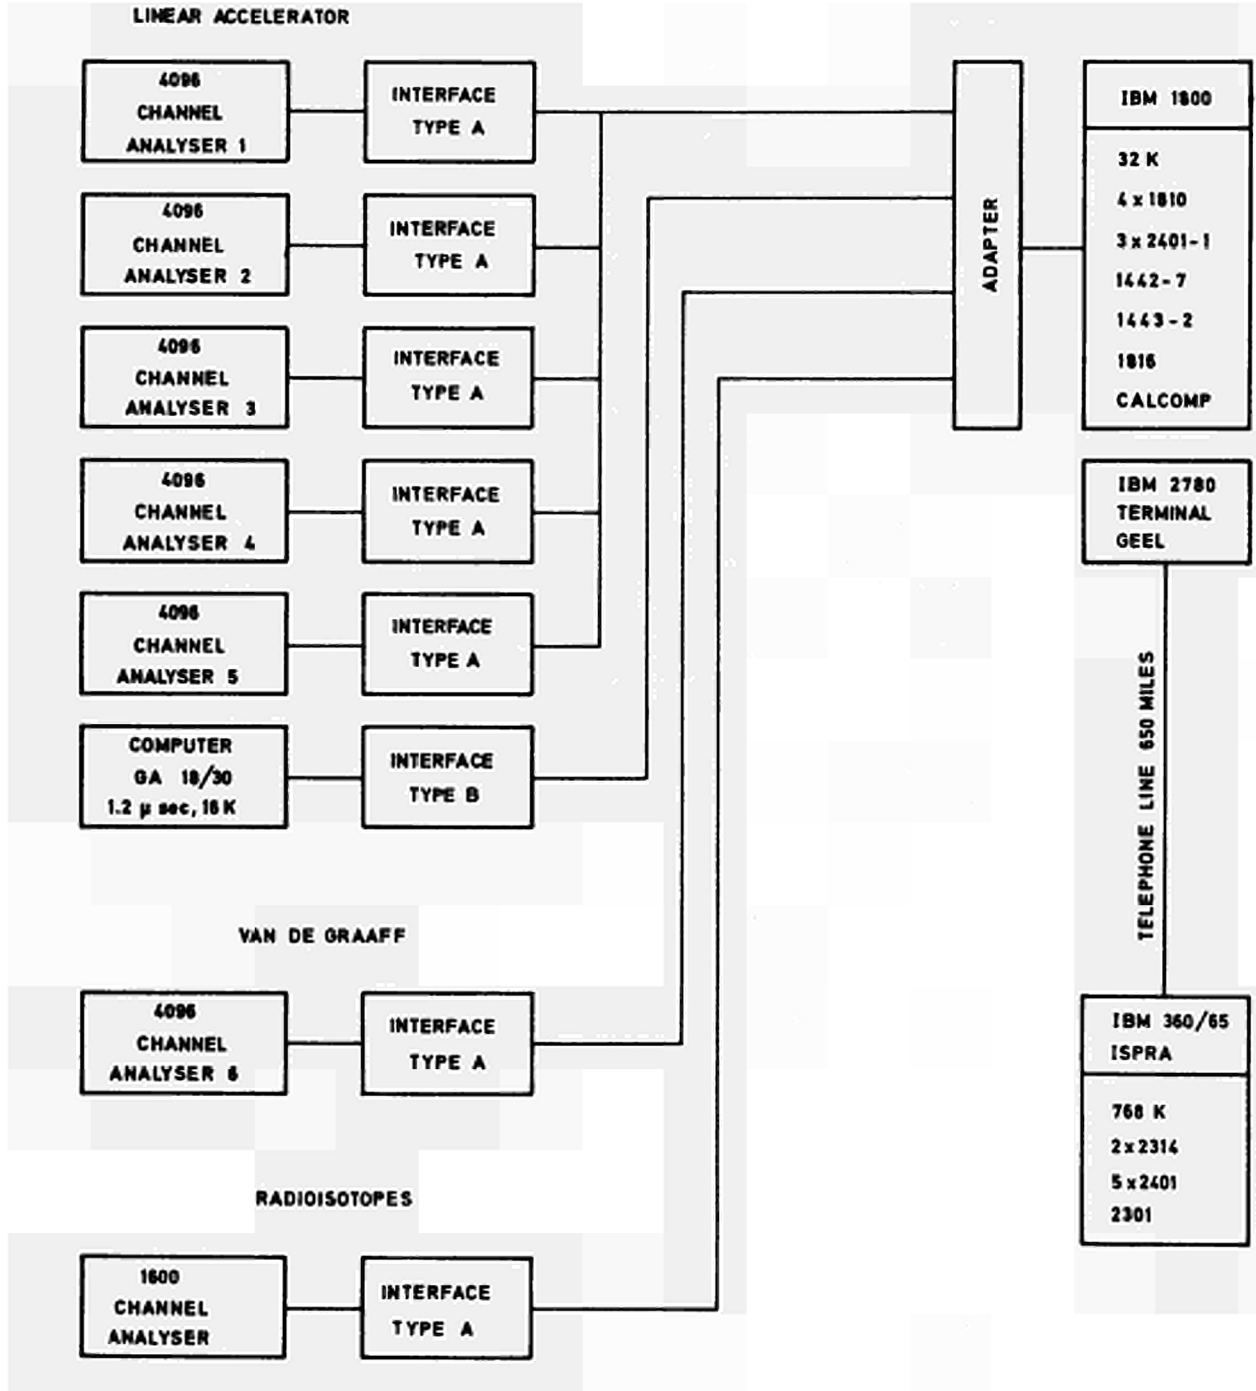 LINEAR ACCELERATOR
4096
CHANNEL
ANALYSER 1
INTERFACE
TYPE A
4096
CHANNEL
ANALYSER 2
INTERFACE
TYPE A
4096
CHANNEL
ANALYSER 3
INTERFACE
TYPE A
4096
CHANNEL
ANALYSER 4
INTERFACE
TYPE A
4096
CHANNEL
ANALYSER 5
INTERFACE
TYPE A
COMPUTER
GA 18/30
1.2 µ sec, 16 K
INTERFACE
TYPE B
VAN DE GRAAFF
4096
CHANNEL
ANALYSER 6
INTERFACE
TYPE A
RADIOISOTOPES
1600
CHANNEL
ANALYSER
INTERFACE
TYPE A
ADAPTER
IBM 1800
32 K
4 x 1810
3 x 2401-1
1442-7
1443-2
1816
CALCOMP
IBM 2780
TERMINAL
GEEL
TELEPHONE LINE 650 MILES
IBM 360/65
ISPRA
768 K
2 x 2314
5 x 2401
2301